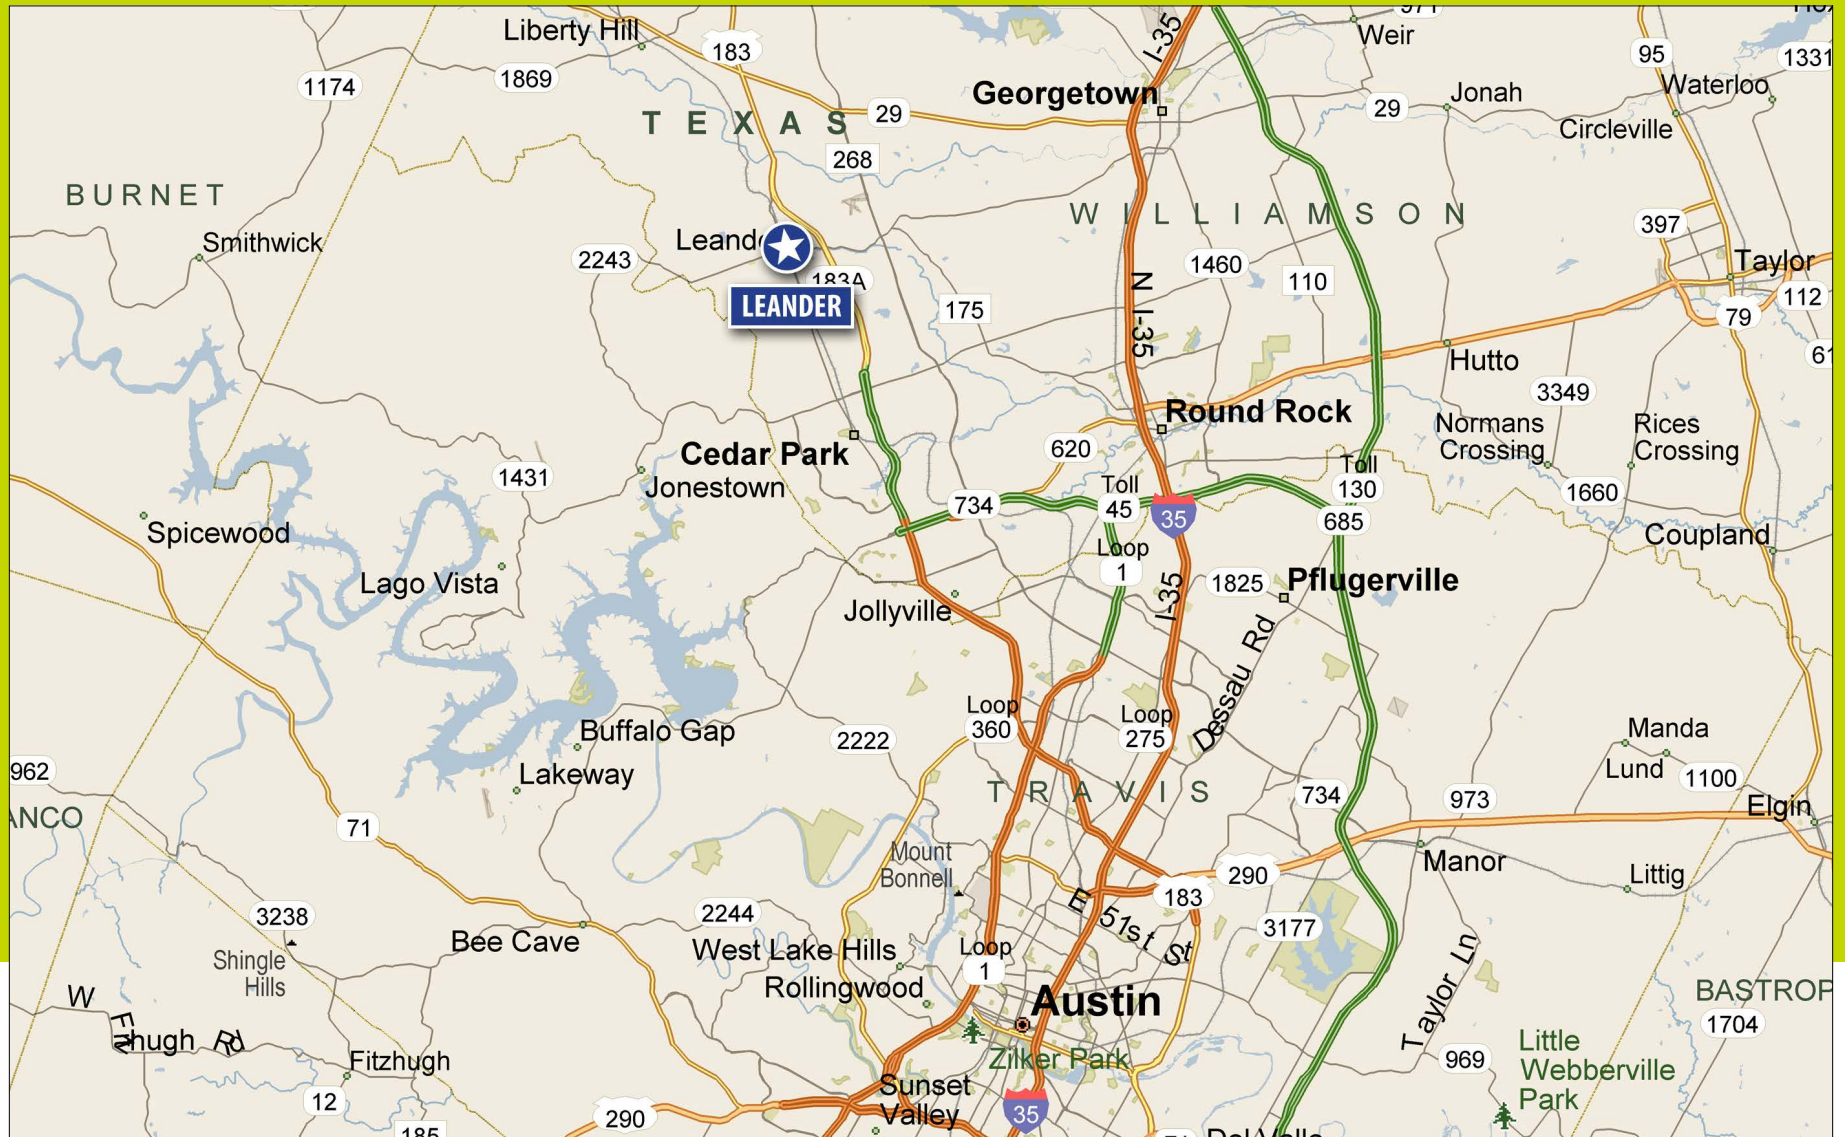 Liberty Hill
183
I-35
Weir
95
1331
1174
1869
Georgetown
Waterloo
Jonah
29
29
T E X A S
Circleville
268
BURNET
W I L L I A M S O N
397
Smithwick
Leand
2243
183A
1460
110
Taylor
112
LEANDER
175
N I-35
79
Hutto
3349
Round Rock
Normans
Crossing
Rices
Crossing
620
Cedar Park
Jonestown
1431
734
Toll
45
35
Toll
130
685
1660
Spicewood
Coupland
Loop
1
Lago Vista
I-35
1825
Pflugerville
Jollyville
Dessau Rd
Loop
360
Loop
275
Buffalo Gap
2222
Manda
Lund
1100
962
Lakeway
T R A V I S
734
973
Elgin
ANCO
71
Mount
Bonnell
290
Manor
Littig
183
3238
2244
E 51st St
3177
Bee Cave
West Lake Hills
Loop
1
Shingle
Hills
Rollingwood
Taylor Ln
BASTROP
W
Austin
1704
Fitzhugh Rd
Zilker Park
969
Little
Webberville
Park
Fitzhugh
12
Sunset
Valley
290
35